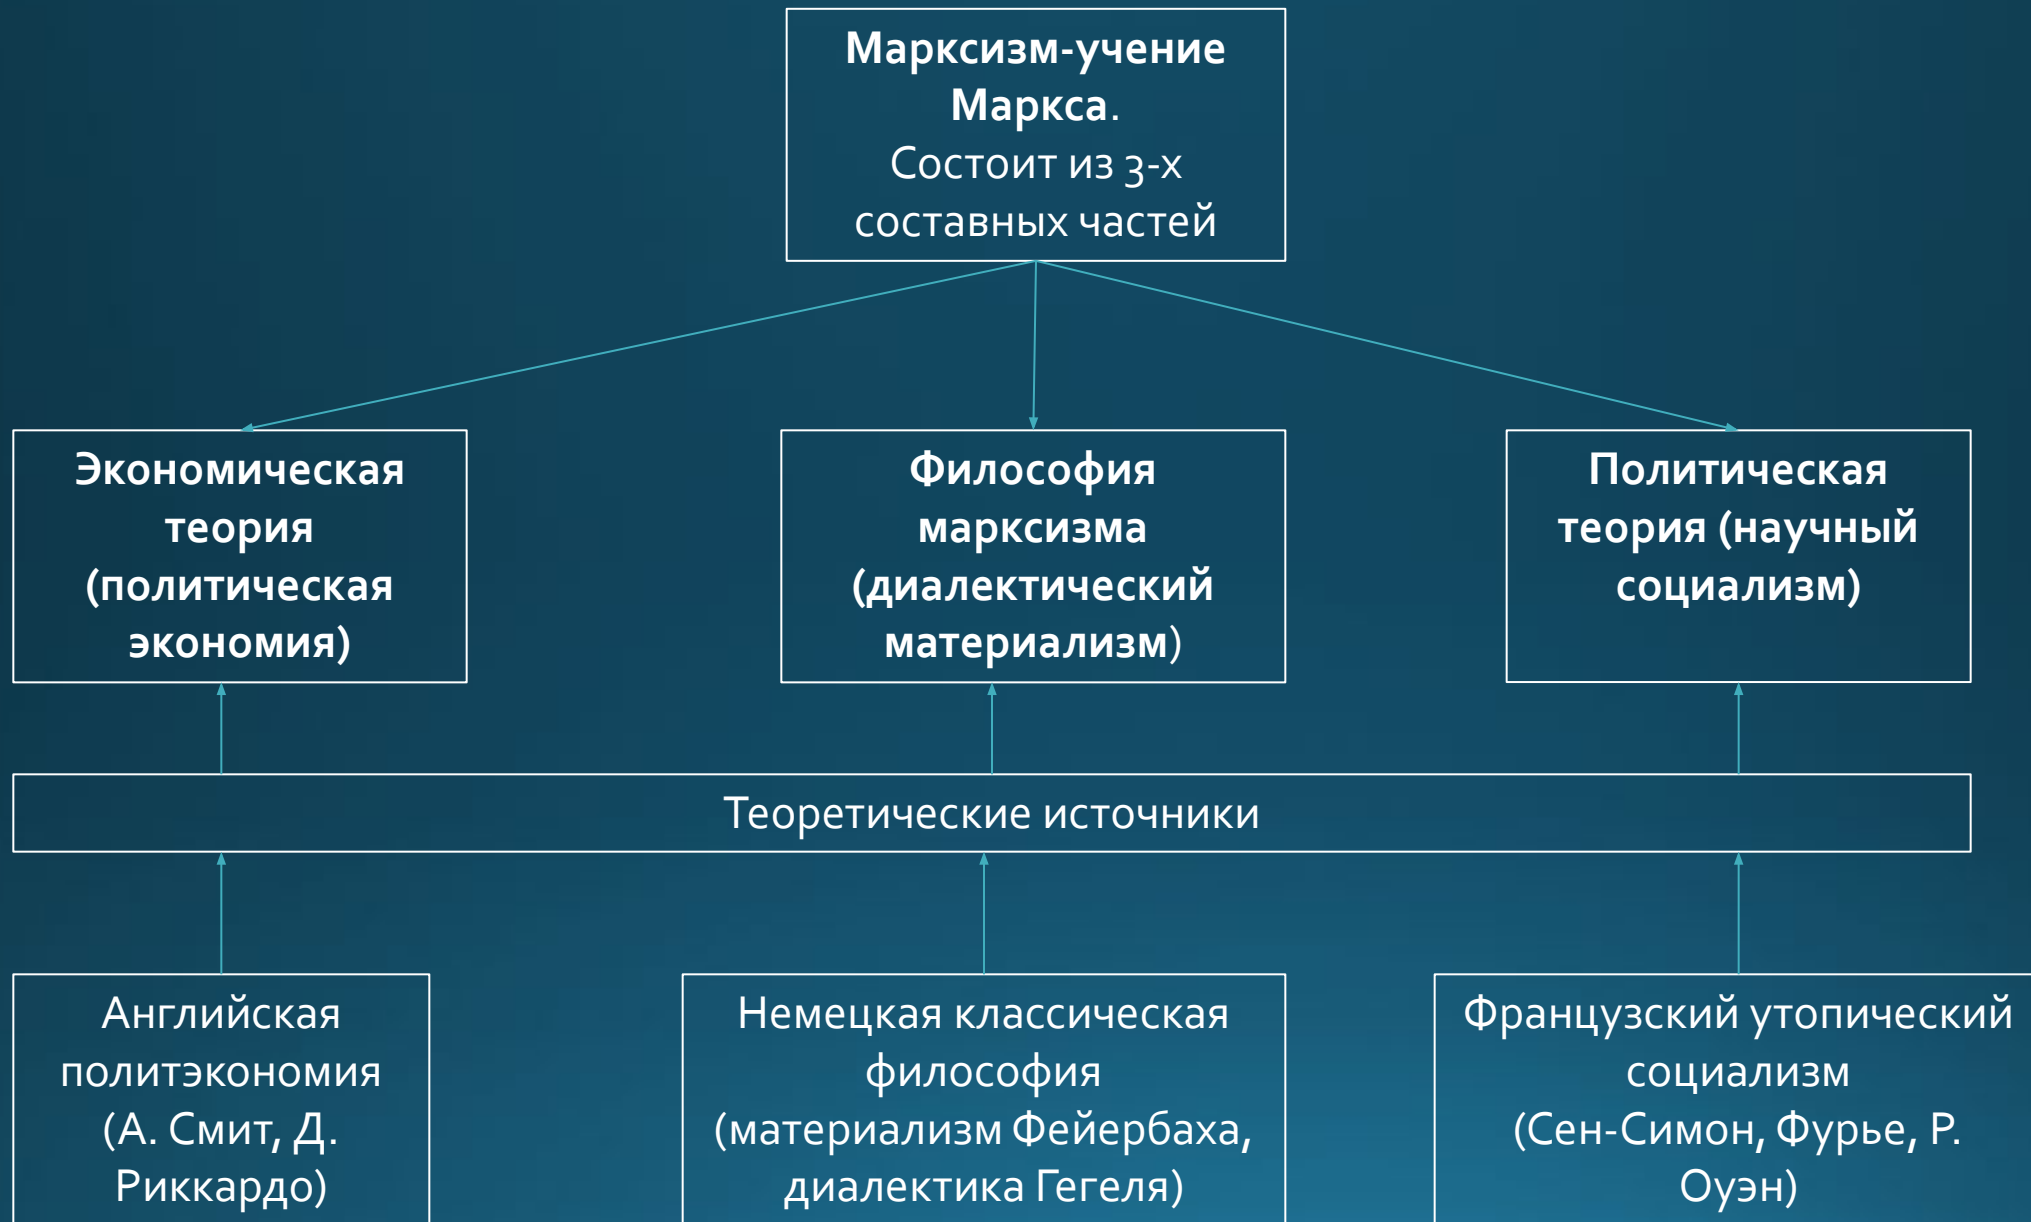 Марксизм-учение
Маркса.
Состоит из 3-х
составных частей
Экономическая
теория
(политическая
экономия)
Философия
марксизма
(диалектический
материализм)
Политическая
теория (научный
социализм)
Теоретические источники
Английская
политэкономия
(А. Смит, Д.
Риккардо)
Немецкая классическая
философия
(материализм Фейербаха,
диалектика Гегеля)
Французский утопический
социализм
(Сен-Симон, Фурье, Р.
Оуэн)